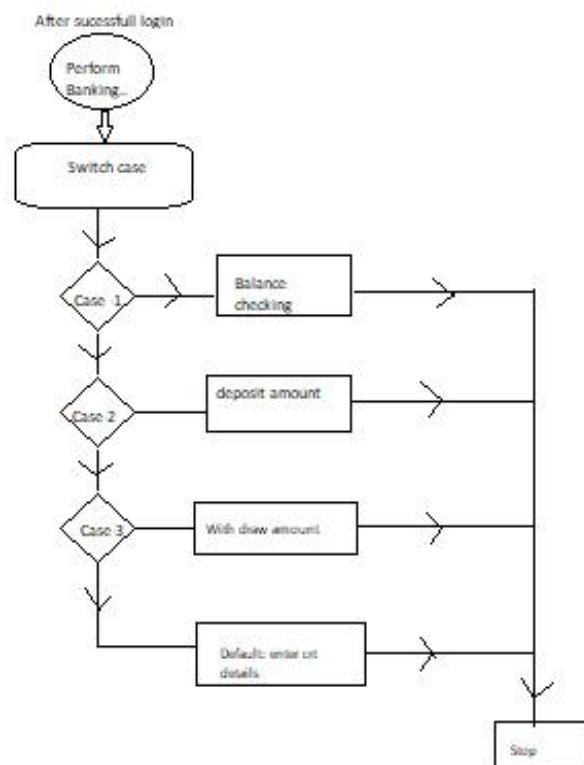 After sucessfull login
Perform
Banking..
Switch case
Case -1
Balance
checking
Case 2
deposit amount
Case 3
With draw amount
Default: enter crt
details
Stop